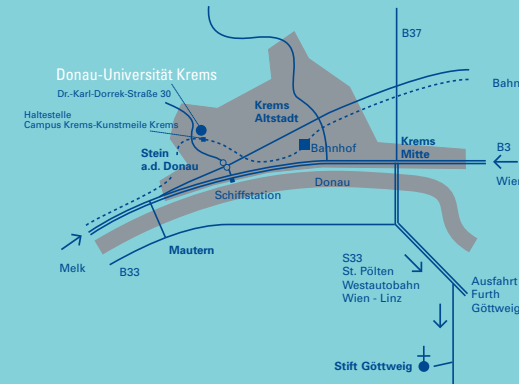 B37
Donau-Universität Krems
Dr.-Karl-Dorrek-Straße 30
Bahn
Krems
Altstadt
Haltestelle
Campus Krems-Kunstmeile Krems
Bahnhof
Krems
Mitte
B3
Wien
Stein
a.d. Donau
Donau
Schiffstation
Mautern
Melk
B33
S33
St. Pölten
Westautobahn
Wien - Linz
Ausfahrt
Furth
Göttweig
Stift Göttweig